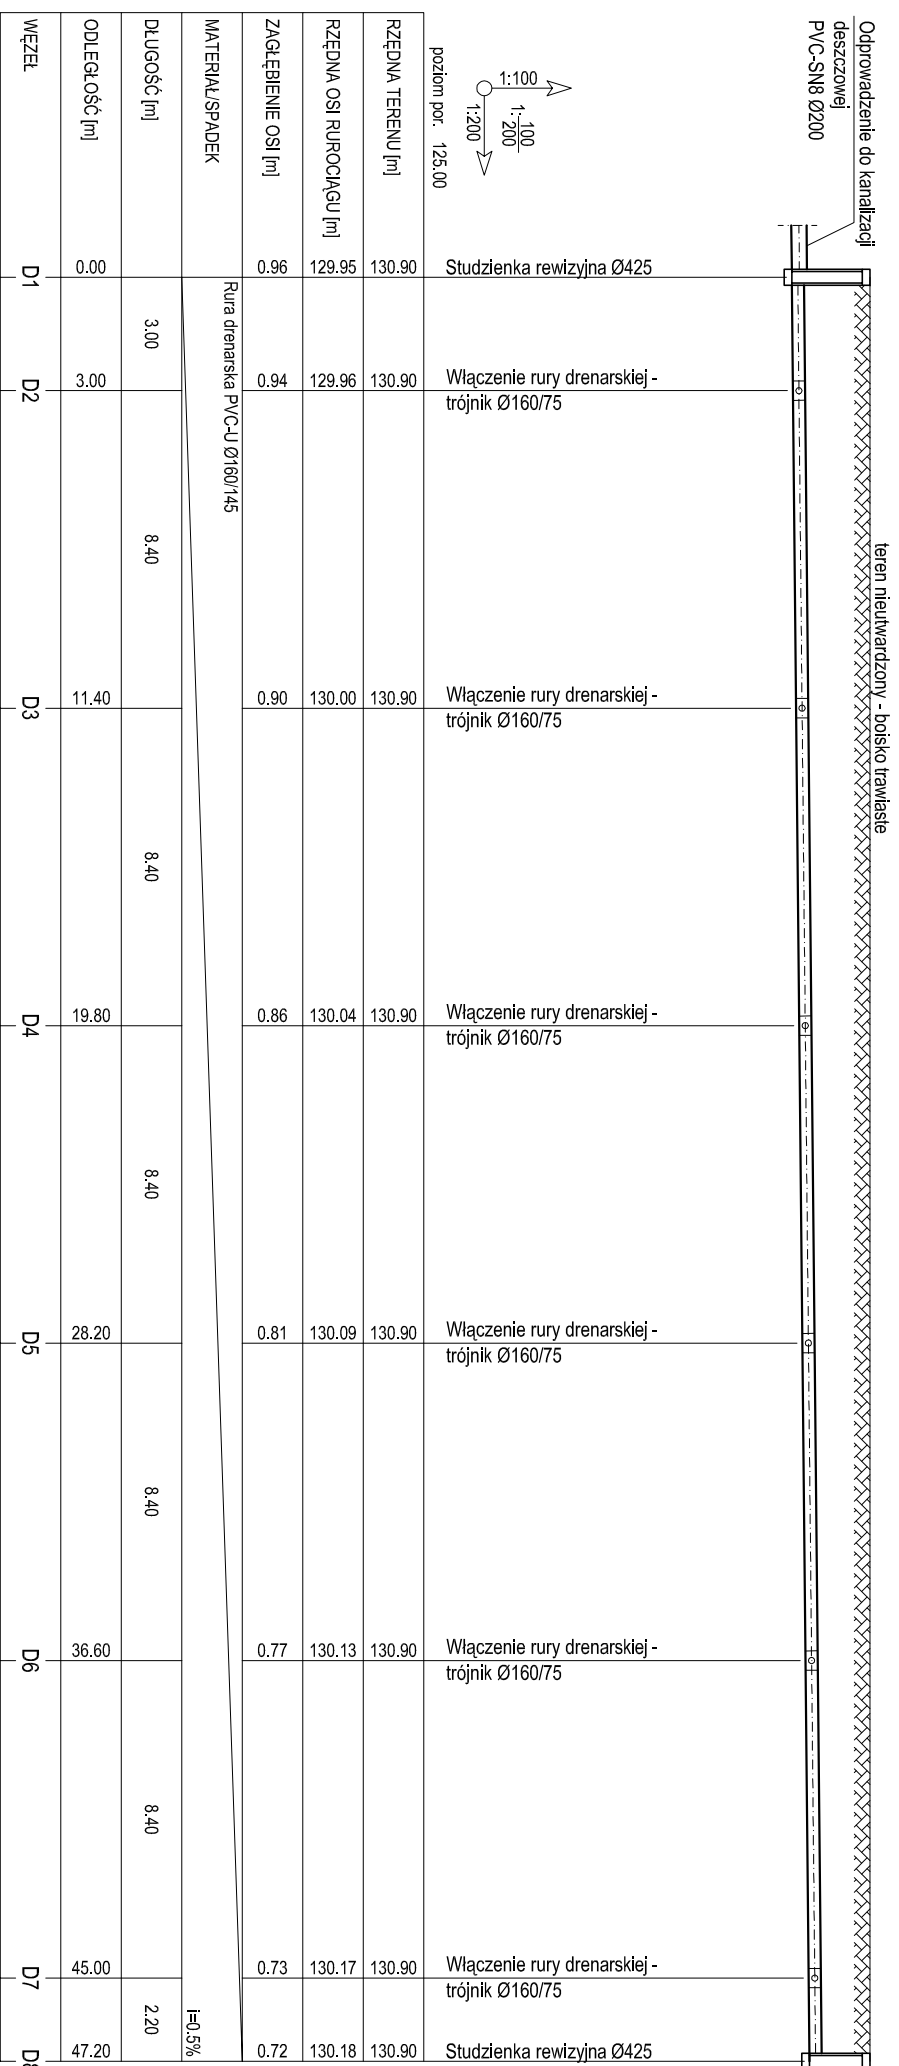 Odprowadzenie do kanalizacji
deszczowej
PVC-SN8 Ø200
teren nieutwardzony - boisko trawiaste
1:100
1:100/200
1:200
poziom por. 125.00
Studzienka rewizyjna Ø425
Włączenie rury drenarskiej -
trójnik Ø160/75
Włączenie rury drenarskiej -
trójnik Ø160/75
Włączenie rury drenarskiej -
trójnik Ø160/75
Włączenie rury drenarskiej -
trójnik Ø160/75
Włączenie rury drenarskiej -
trójnik Ø160/75
Włączenie rury drenarskiej -
trójnik Ø160/75
Studzienka rewizyjna Ø425
RZĘDNA TERENU [m] 130.90 130.90 130.90 130.90 130.90 130.90 130.90 130.90
RZĘDNA OSI RUROCIĄGU [m] 129.95 129.96 130.00 130.04 130.09 130.13 130.17 130.18
ZAGŁĘBIENIE OSI [m] 0.96 0.94 0.90 0.86 0.81 0.77 0.73 0.72
MATERIAŁ/SPADEK Rura drenarska PVC-U Ø160/145 i=0.5%
DŁUGOŚĆ [m] 3.00 8.40 8.40 8.40 8.40 8.40 2.20
ODLEGŁOŚĆ [m] 0.00 3.00 11.40 19.80 28.20 36.60 45.00 47.20
WĘZEŁ D1 D2 D3 D4 D5 D6 D7